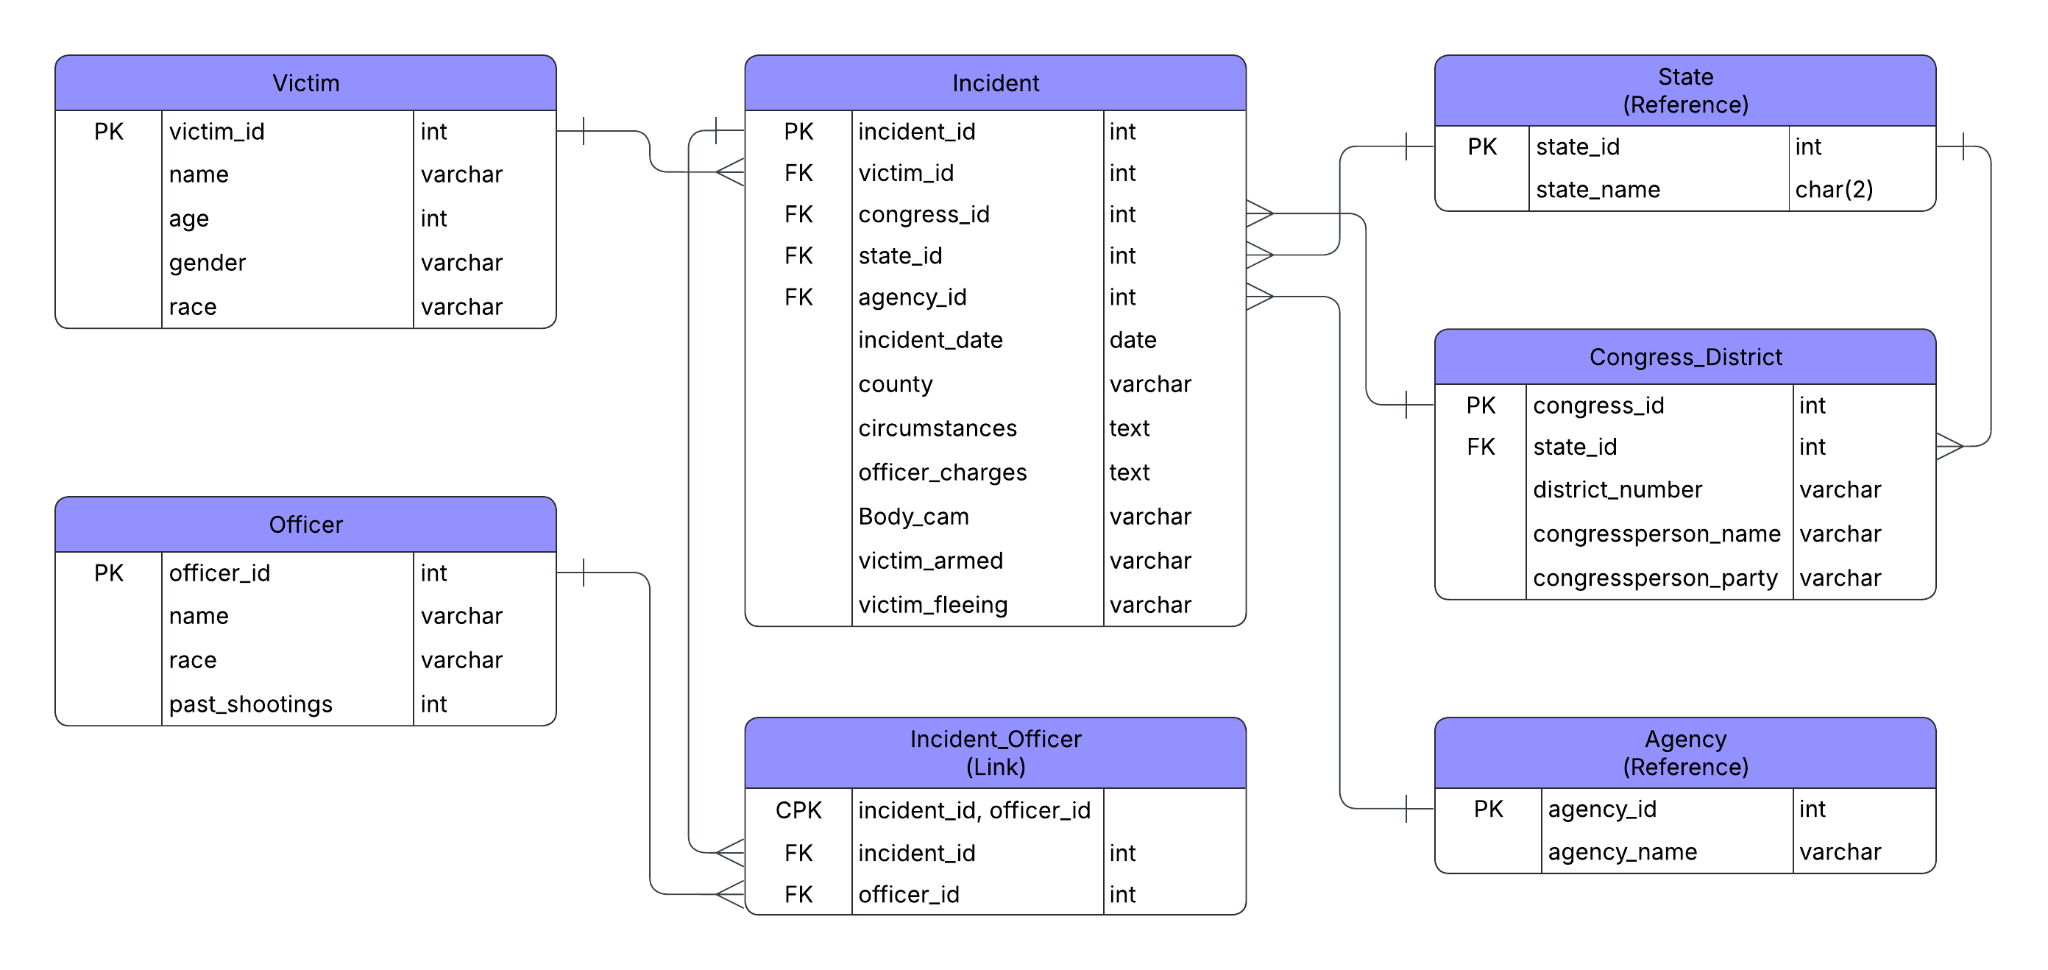 Victim
PK victim_id int
name varchar
age int
gender varchar
race varchar
Officer
PK officer_id int
name varchar
race varchar
past_shootings int
Incident
PK incident_id int
FK victim_id int
FK congress_id int
FK state_id int
FK agency_id int
incident_date date
county varchar
circumstances text
officer_charges text
Body_cam varchar
victim_armed varchar
victim_fleeing varchar
Incident_Officer
(Link)
CPK incident_id, officer_id
FK incident_id int
FK officer_id int
State
(Reference)
PK state_id int
state_name char(2)
Congress_District
PK congress_id int
FK state_id int
district_number varchar
congressperson_name varchar
congressperson_party varchar
Agency
(Reference)
PK agency_id int
agency_name varchar